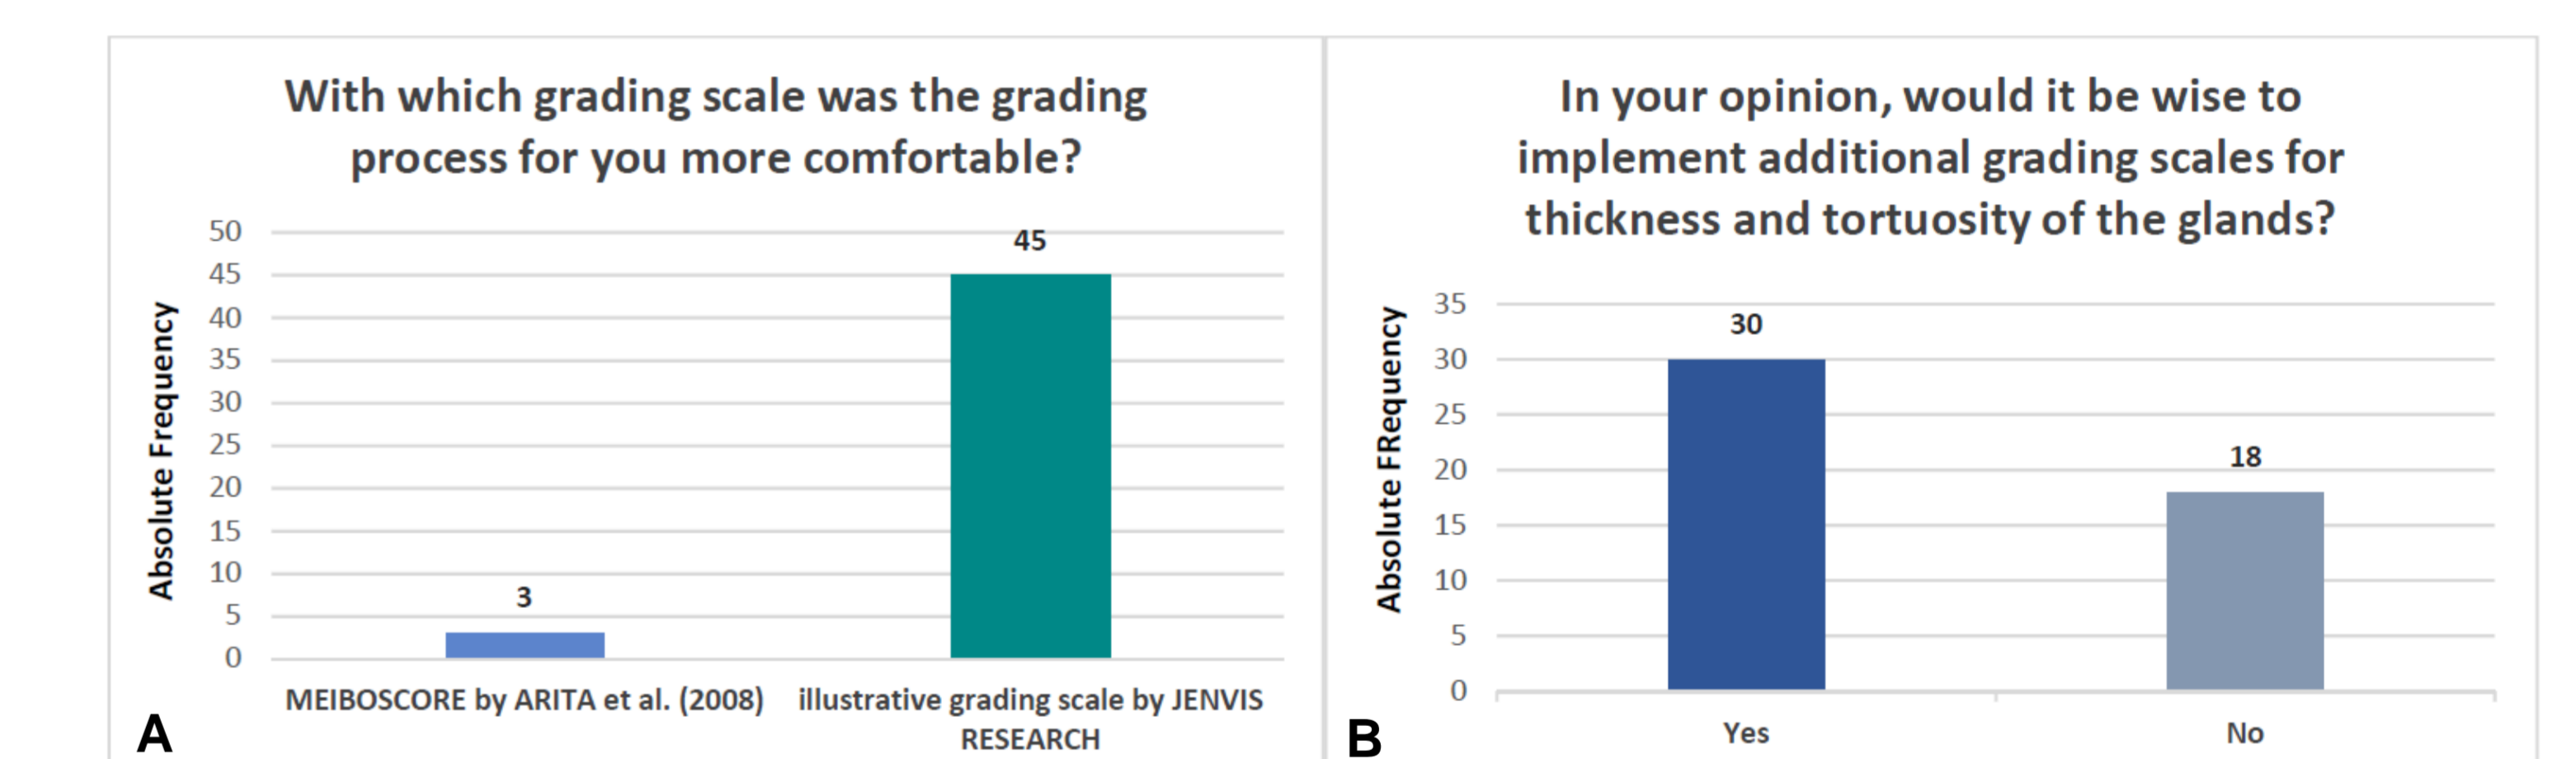 With which grading scale was the grading
process for you more comfortable?
50
45
45
40
35
30
25
20
15
10
3
5
0
Absolute Frequency
MEIBOSCORE by ARITA et al. (2008)
illustrative grading scale by JENVIS
RESEARCH
A
In your opinion, would it be wise to
implement additional grading scales for
thickness and tortuosity of the glands?
35
30
30
25
20
18
15
10
5
0
Absolute FRequency
Yes
No
B